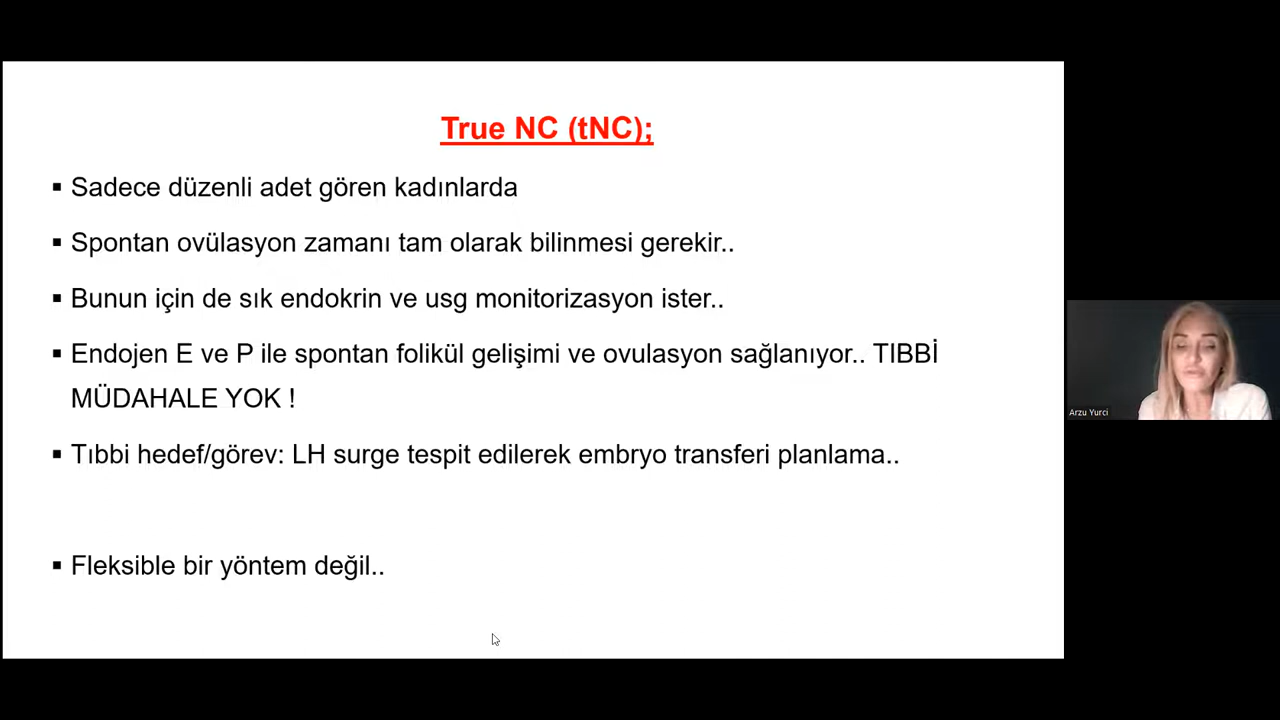 True NC (tNC);
▪ Sadece düzenli adet gören kadınlarda
▪ Spontan ovülasyon zamanı tam olarak bilinmesi gerekir..
▪ Bunun için de sık endokrin ve usg monitorizasyon ister..
▪ Endojen E ve P ile spontan folikül gelişimi ve ovulasyon sağlanıyor.. TIBBİ
MÜDAHALE YOK !
▪ Tıbbi hedef/görev: LH surge tespit edilerek embryo transferi planlama..
▪ Fleksible bir yöntem değil..
Arzu Yurci